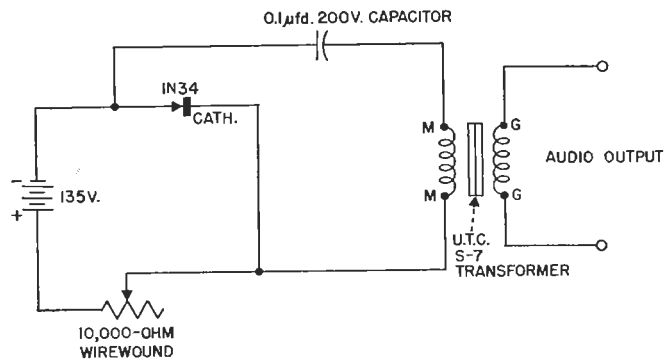 0.1µfd. 200V. CAPACITOR
IN34
CATH.
-
+
135V.
10,000-OHM
WIREWOUND
M
M
G
G
AUDIO OUTPUT
U.T.C.
S-7
TRANSFORMER